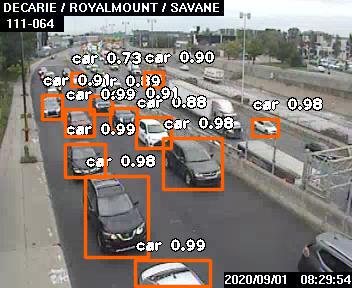 DECARIE / ROYALMOUNT / SAVANE
111-064
car 0.73 car 0.90
car 0.91
car 0.99 0.91
car 0.88
car 0.99 car 0.98 car 0.98
car 0.98
car 0.99
2020/09/01 08:29:54